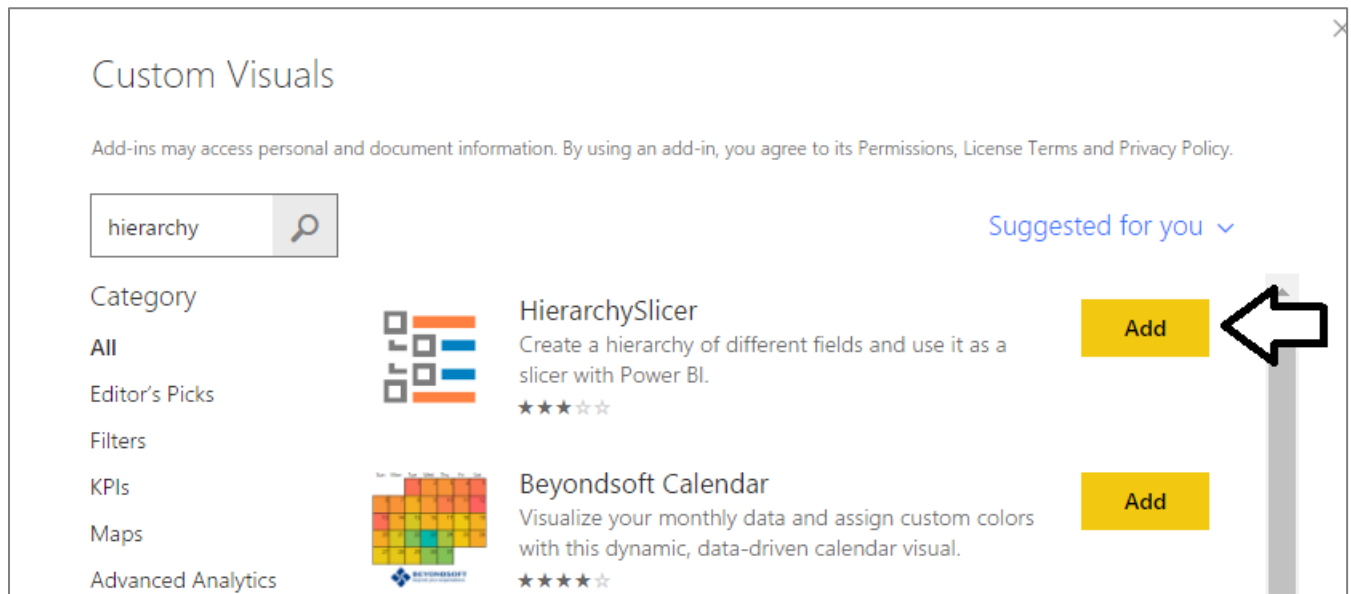 Custom Visuals
Add-ins may access personal and document information. By using an add-in, you agree to its Permissions, License Terms and Privacy Policy.
hierarchy
Suggested for you
Category
All
Editor's Picks
Filters
KPIs
Maps
Advanced Analytics
HierarchySlicer
Create a hierarchy of different fields and use it as a
slicer with Power BI.
Add
Beyondsoft Calendar
Visualize your monthly data and assign custom colors
with this dynamic, data-driven calendar visual.
Add
BEYONDSOFT